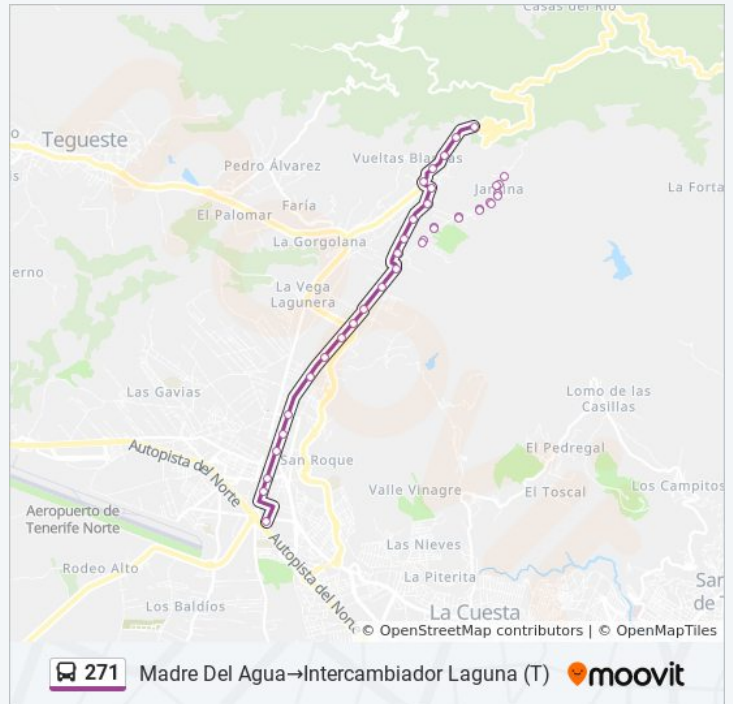 Casas del Río
Tegueste
Pedro Álvarez
Vueltas Blancas
Jardina
La Forta
Faría
El Palomar
La Gorgolana
erno
La Vega
Lagunera
Las Gavias
Lomo de las
Casillas
Autopista del Norte
San Roque
El Pedregal
Valle Vinagre
El Toscal
Los Campitos
Aeropuerto de
Tenerife Norte
Autopista del Norte
Las Nieves
Rodeo Alto
La Piterita
Los Baldíos
La Cuesta
© OpenStreetMap contributors | © OpenMapTiles
271 Madre Del Agua→Intercambiador Laguna (T) moovit